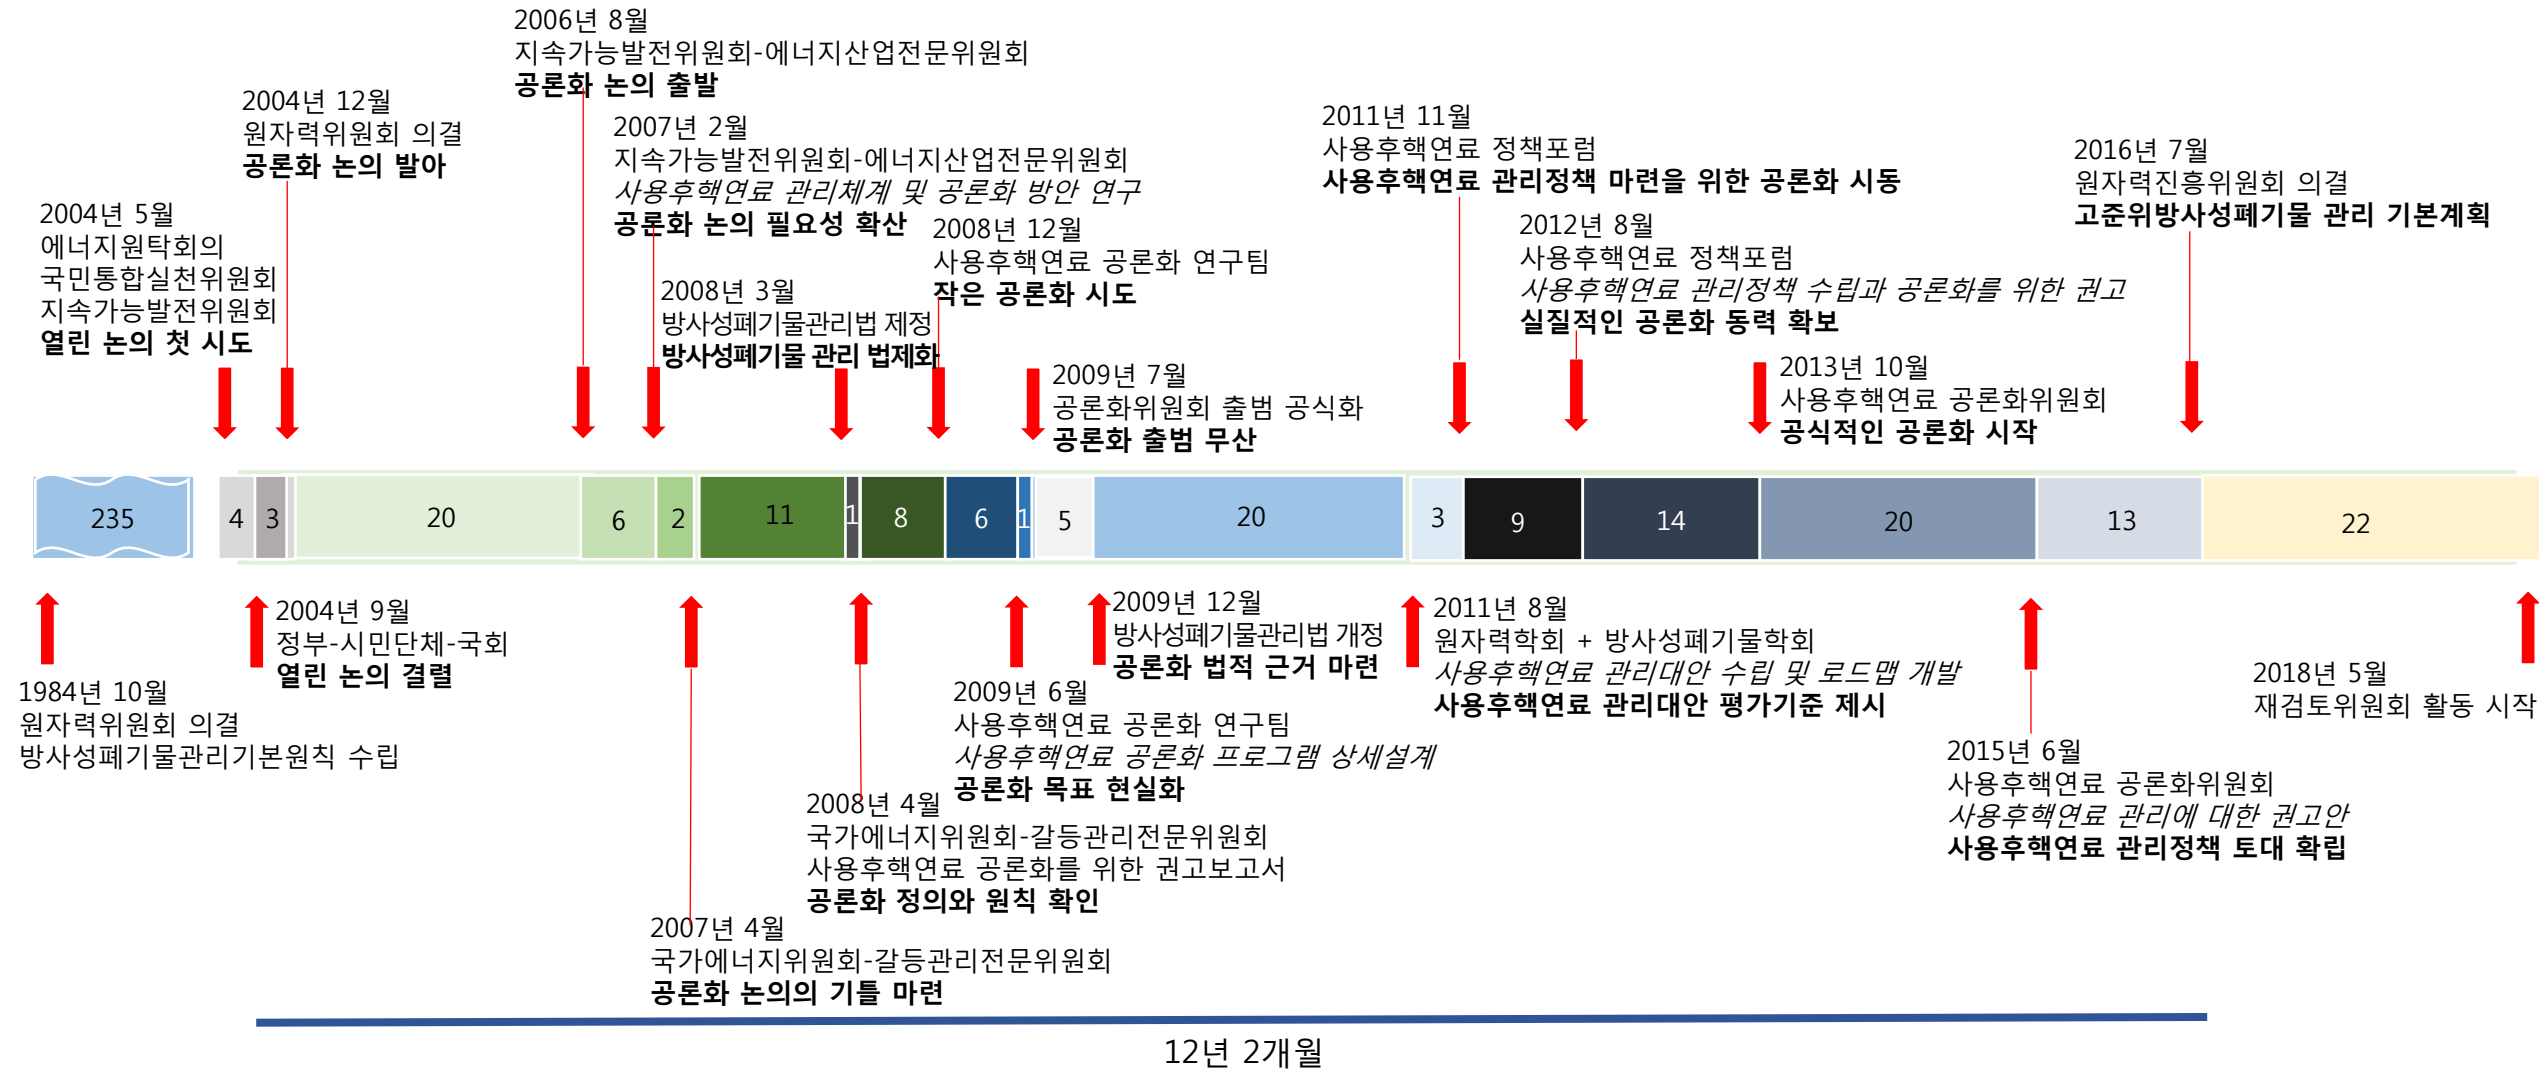 2006년 8월
지속가능발전위원회-에너지산업전문위원회
공론화 논의 출발
2004년 12월
원자력위원회 의결
공론화 논의 발아
2007년 2월
지속가능발전위원회-에너지산업전문위원회
사용후핵연료 관리체계 및 공론화 방안 연구
공론화 논의 필요성 확산
2011년 11월
사용후핵연료 정책포럼
사용후핵연료 관리정책 마련을 위한 공론화 시동
2016년 7월
원자력진흥위원회 의결
고준위방사성폐기물 관리 기본계획
2004년 5월
에너지원탁회의
국민통합실천위원회
지속가능발전위원회
열린 논의 첫 시도
2008년 12월
사용후핵연료 공론화 연구팀
작은 공론화 시도
2012년 8월
사용후핵연료 정책포럼
사용후핵연료 관리정책 수립과 공론화를 위한 권고
실질적인 공론화 동력 확보
2008년 3월
방사성폐기물관리법 제정
방사성폐기물 관리 법제화
2009년 7월
공론화위원회 출범 공식화
공론화 출범 무산
2013년 10월
사용후핵연료 공론화위원회
공식적인 공론화 시작
235 4 3 20 6 2 11 1 8 6 1 5 20 3 9 14 20 13 22
1984년 10월
원자력위원회 의결
방사성폐기물관리기본원칙 수립
2004년 9월
정부-시민단체-국회
열린 논의 결렬
2009년 12월
방사성폐기물관리법 개정
공론화 법적 근거 마련
2011년 8월
원자력학회 + 방사성폐기물학회
사용후핵연료 관리대안 수립 및 로드맵 개발
사용후핵연료 관리대안 평가기준 제시
2018년 5월
재검토위원회 활동 시작
2009년 6월
사용후핵연료 공론화 연구팀
사용후핵연료 공론화 프로그램 상세설계
공론화 목표 현실화
2015년 6월
사용후핵연료 공론화위원회
사용후핵연료 관리에 대한 권고안
사용후핵연료 관리정책 토대 확립
2008년 4월
국가에너지위원회-갈등관리전문위원회
사용후핵연료 공론화를 위한 권고보고서
공론화 정의와 원칙 확인
2007년 4월
국가에너지위원회-갈등관리전문위원회
공론화 논의의 기틀 마련
12년 2개월